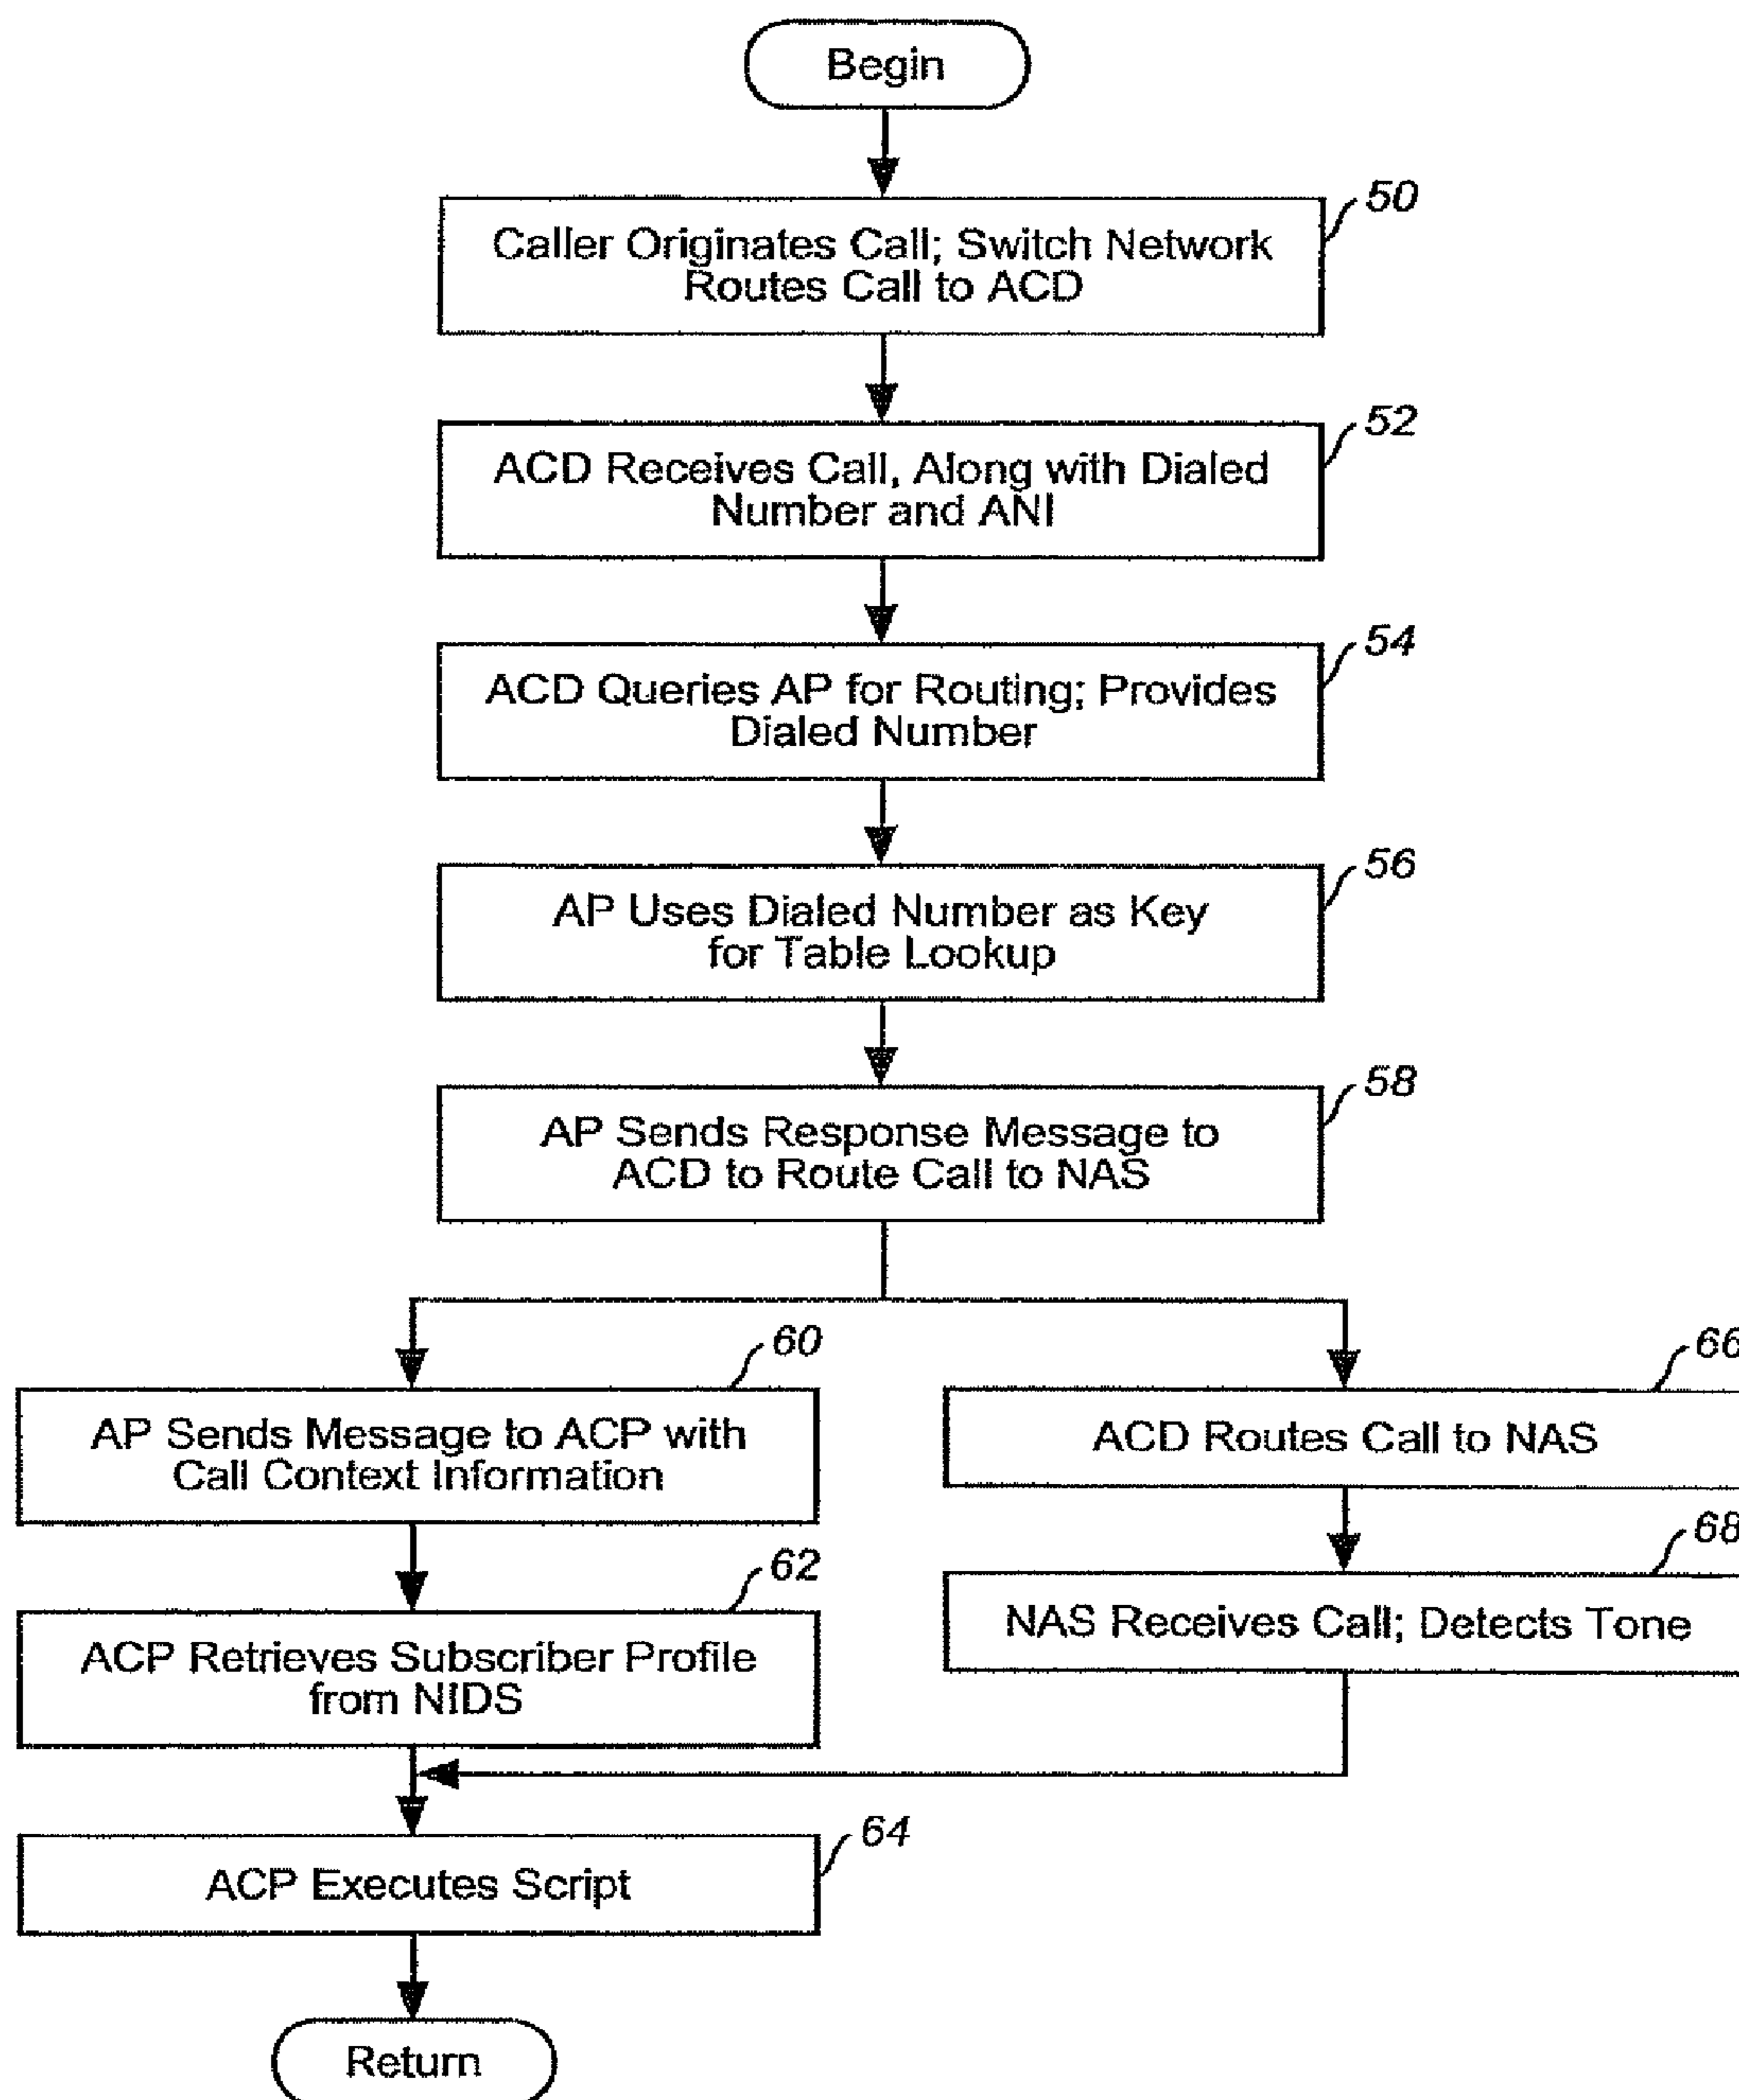 Begin
50
Caller Originates Call; Switch Network
Routes Call to ACD
52
ACD Receives Call, Along with Dialed
Number and ANI
54
ACD Queries AP for Routing; Provides
Dialed Number
56
AP Uses Dialed Number as Key
for Table Lookup
58
AP Sends Response Message to
ACD to Route Call to NAS
60
AP Sends Message to ACP with
Call Context Information
66
ACD Routes Call to NAS
62
ACP Retrieves Subscriber Profile
from NIDS
68
NAS Receives Call; Detects Tone
64
ACP Executes Script
Return